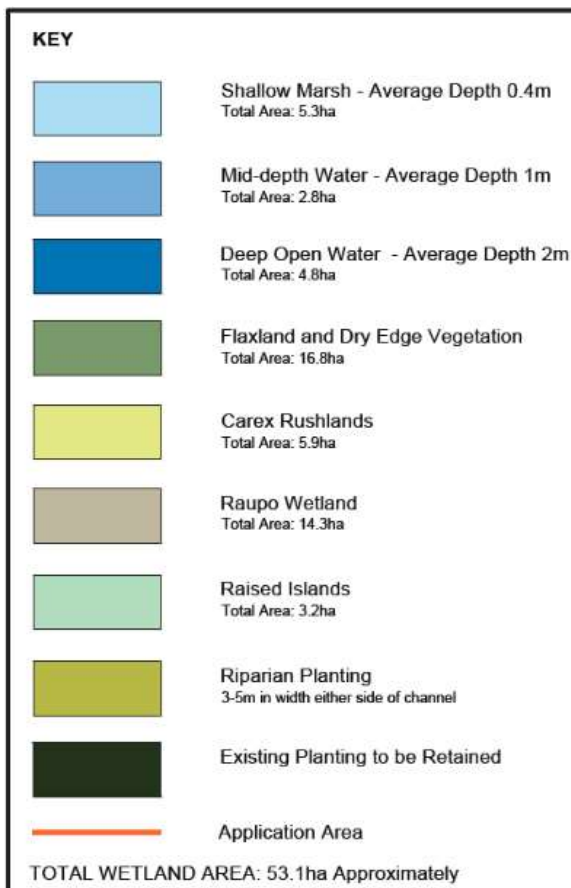 KEY
Shallow Marsh - Average Depth 0.4m
Total Area: 5.3ha
Mid-depth Water - Average Depth 1m
Total Area: 2.8ha
Deep Open Water - Average Depth 2m
Total Area: 4.8ha
Flaxland and Dry Edge Vegetation
Total Area: 16.8ha
Carex Rushlands
Total Area: 5.9ha
Raupo Wetland
Total Area: 14.3ha
Raised Islands
Total Area: 3.2ha
Riparian Planting
3-5m in width either side of channel
Existing Planting to be Retained
Application Area
TOTAL WETLAND AREA: 53.1ha Approximately